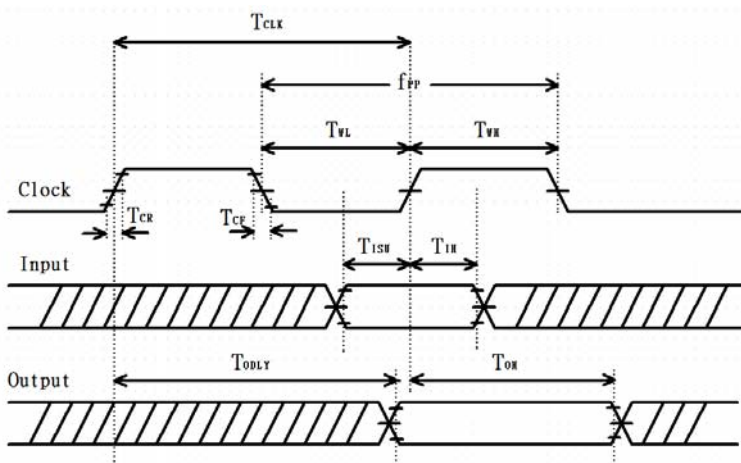 TCLK
fPP
TWL TWH
Clock
TCR TCF
TISU TIH
Input
TODLY TOH
Output